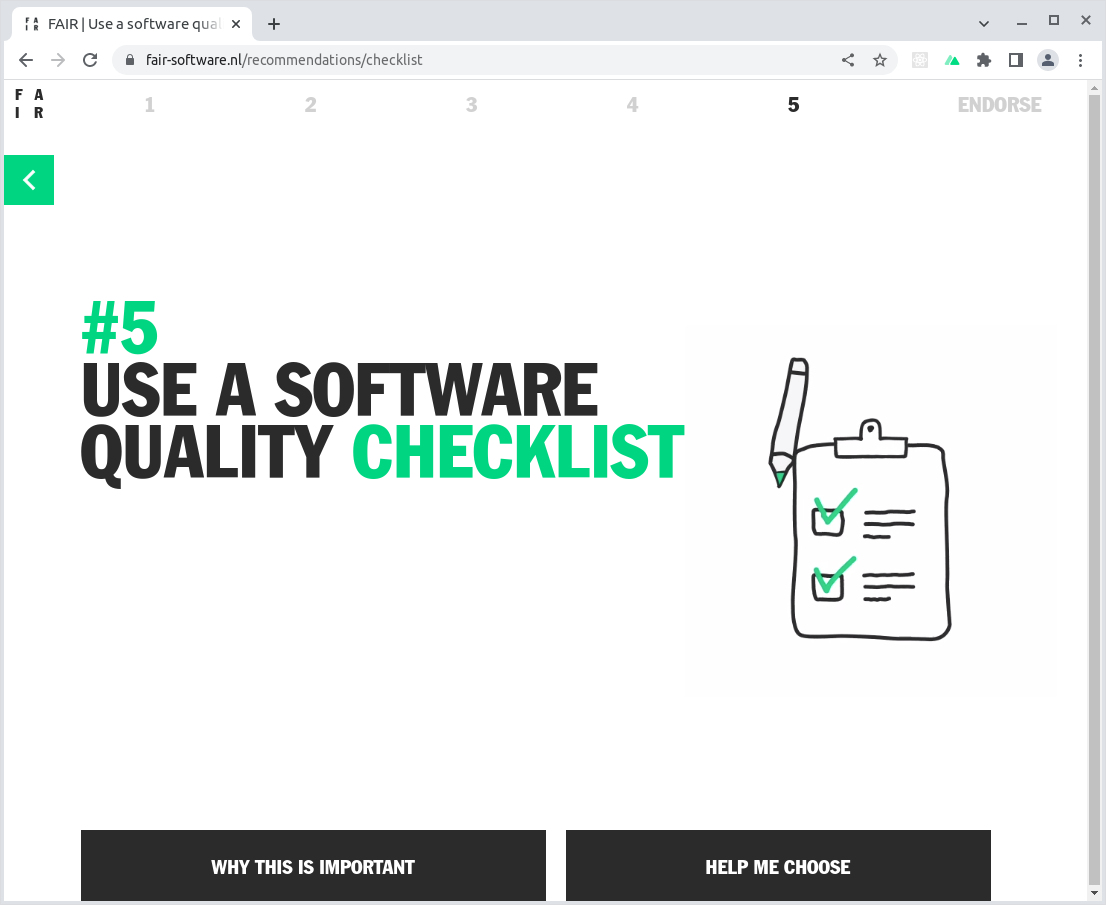 FAIR | Use a software qual
fair-software.nl/recommendations/checklist
F A
I R
1 2 3 4 5 ENDORSE
#5
USE A SOFTWARE
QUALITY CHECKLIST
WHY THIS IS IMPORTANT
HELP ME CHOOSE